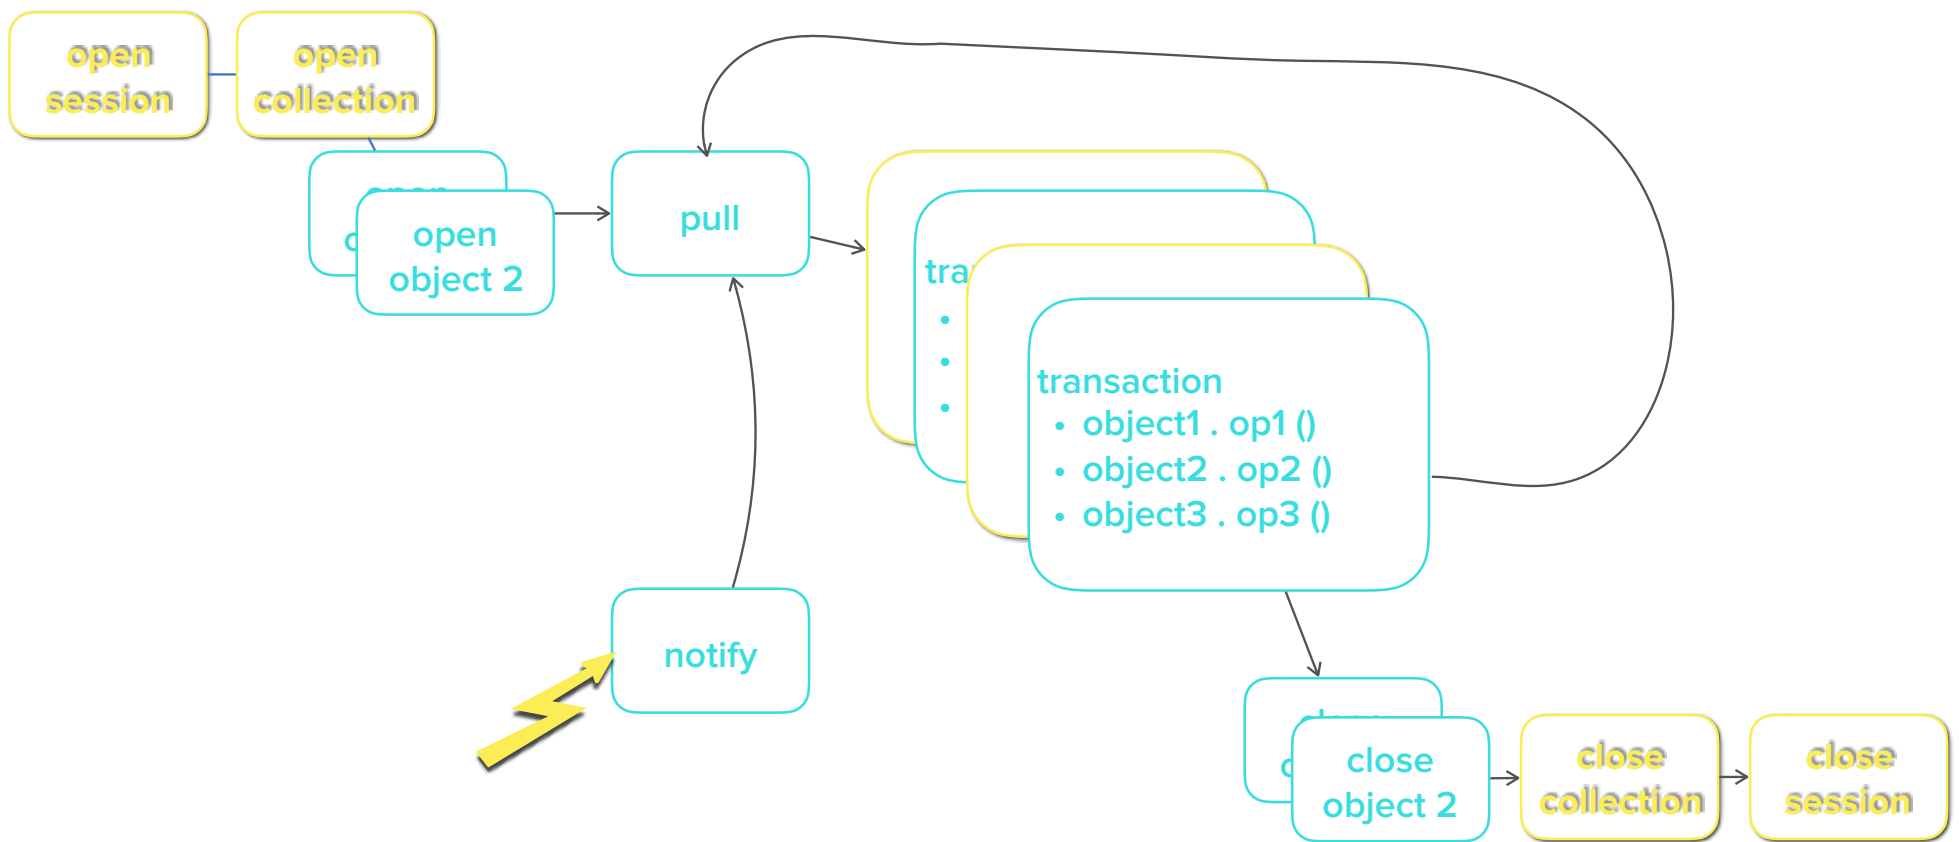 open
session
open
collection
open
object 2
pull
tra
transaction
• object1 . op1 ()
• object2 . op2 ()
• object3 . op3 ()
notify
close
object 2
close
collection
close
session